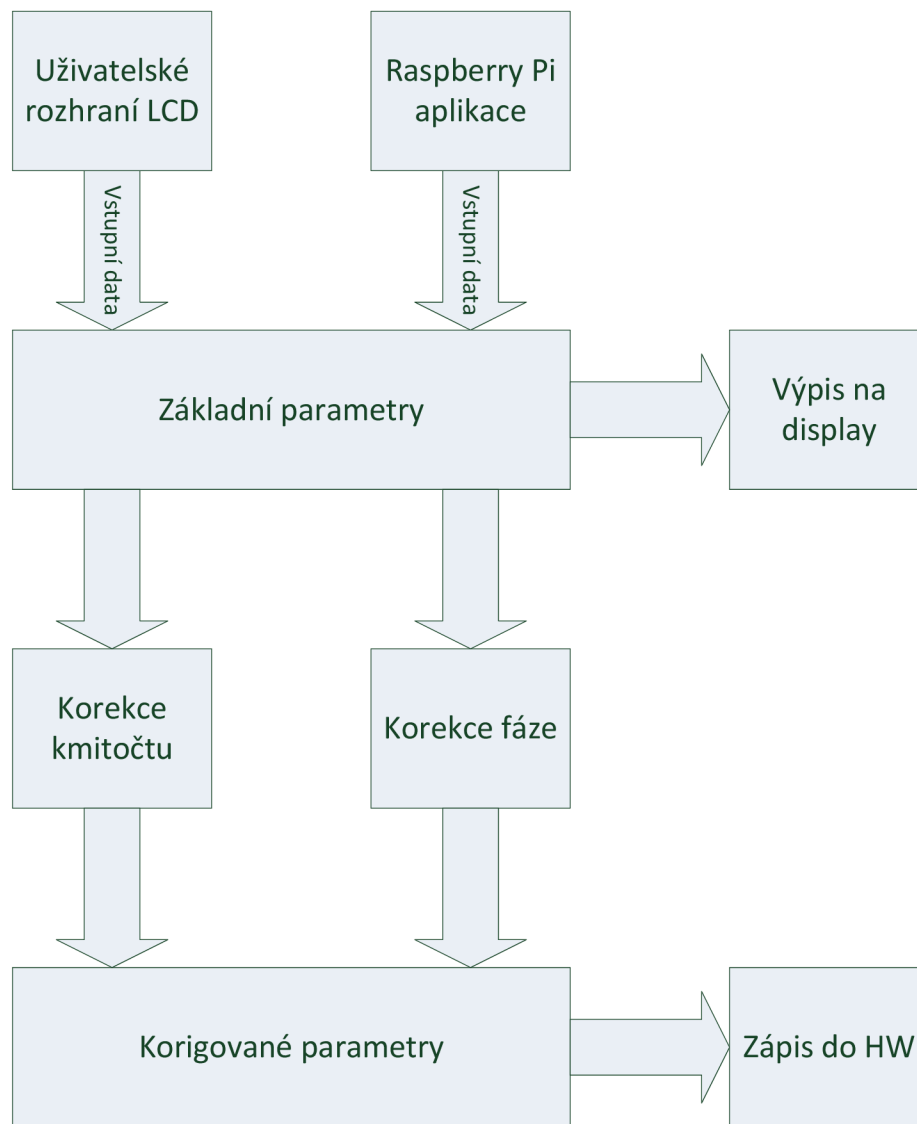 Uživatelské
rozhraní LCD
Raspberry Pi
aplikace
Vstupní data
Vstupní data
Základní parametry
Výpis na
display
Korekce
kmitočtu
Korekce fáze
Korigované parametry
Zápis do HW